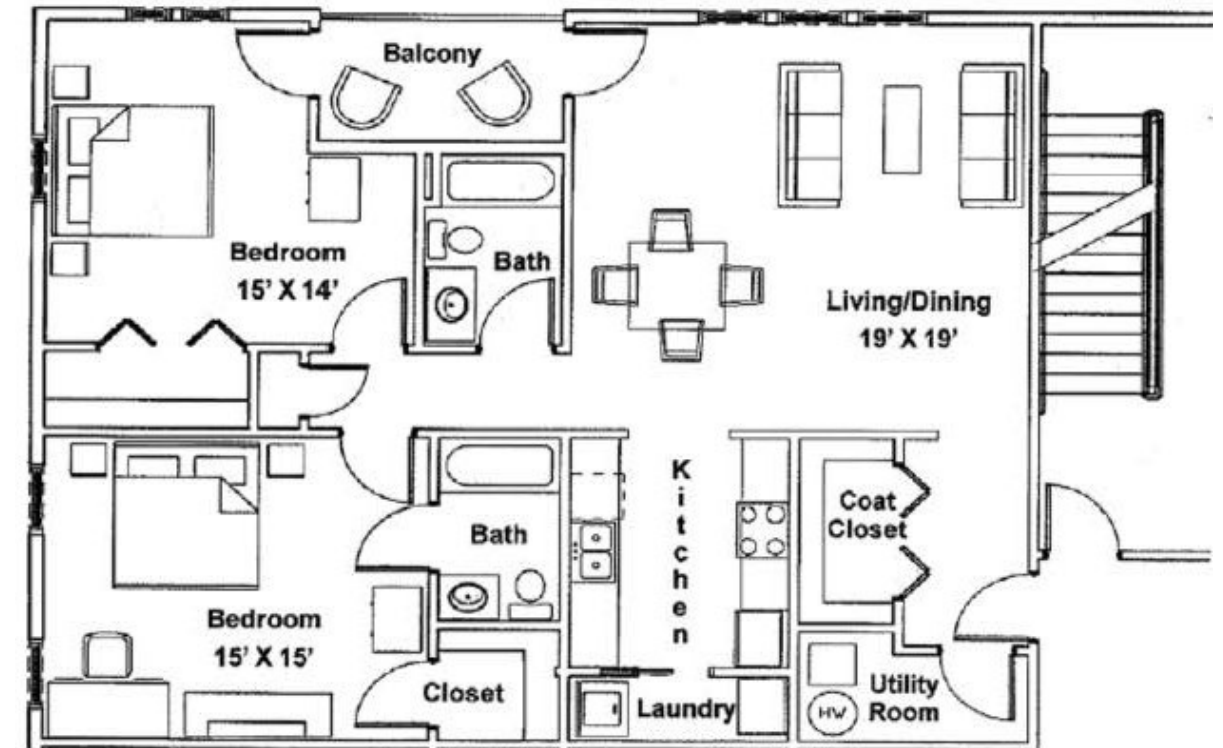 Balcony
Bedroom
15' X 14'
Bath
Living/Dining
19' X 19'
Kitchen
Coat
Closet
Bath
Bedroom
15' X 15'
Closet
Laundry
Utility
Room
HW